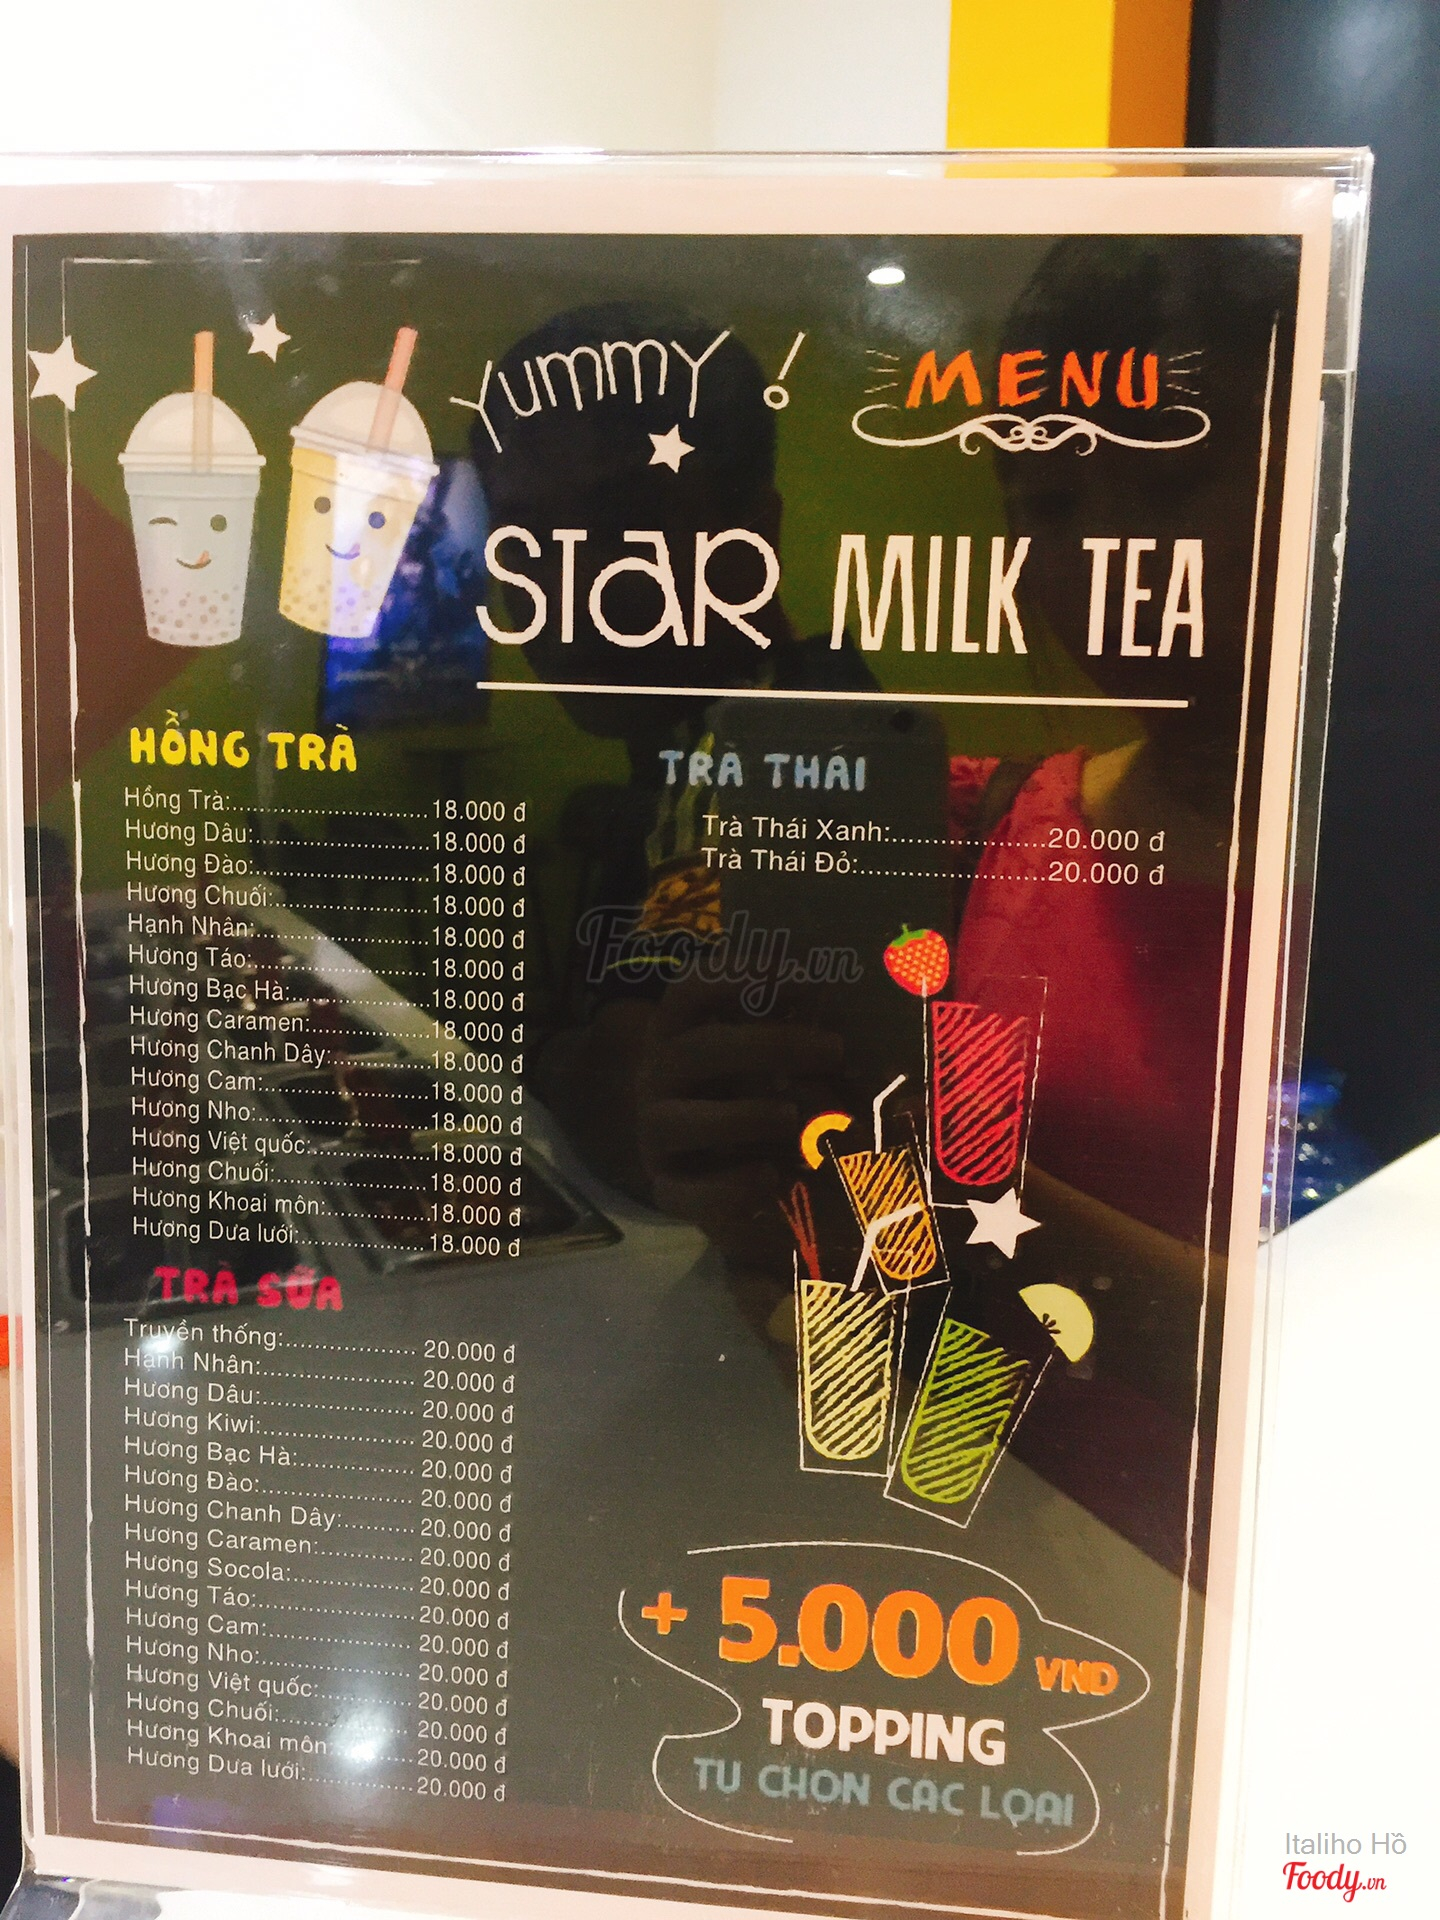 Yummy!
MENU
STAR MILK TEA
HỒNG TRÀ
Hồng Trà:..............................18.000 đ
Hương Dâu:...........................18.000 đ
Hương Đào:...........................18.000 đ
Hương Chuối:........................18.000 đ
Hạnh Nhân:...........................18.000 đ
Hương Táo:...........................18.000 đ
Hương Bạc Hà:.....................18.000 đ
Hương Caramen:..................18.000 đ
Hương Chanh Dây:...............18.000 đ
Hương Cam:.........................18.000 đ
Hương Nho:..........................18.000 đ
Hương Việt quốc:..................18.000 đ
Hương Chuối:.......................18.000 đ
Hương Khoai môn:................18.000 đ
Hương Dưa lưới:...................18.000 đ
TRÀ SỮA
Truyền thống:.................... 20.000 đ
Hạnh Nhân:....................... 20.000 đ
Hương Dâu:....................... 20.000 đ
Hương Kiwi:....................... 20.000 đ
Hương Bạc Hà:.................. 20.000 đ
Hương Đào:....................... 20.000 đ
Hương Chanh Dây:........... 20.000 đ
Hương Caramen:.............. 20.000 đ
Hương Socola:.................. 20.000 đ
Hương Táo:....................... 20.000 đ
Hương Cam:...................... 20.000 đ
Hương Nho:....................... 20.000 đ
Hương Việt quốc:.............. 20.000 đ
Hương Chuối:.................... 20.000 đ
Hương Khoai môn:............ 20.000 đ
Hương Dưa lưới:................ 20.000 đ
TRÀ THÁI
Trà Thái Xanh:....................20.000 đ
Trà Thái Đỏ:........................20.000 đ
Foody.vn
+ 5.000 VND
TOPPING
TỰ CHỌN CÁC LOẠI
Italiho Hồ
Foody.vn